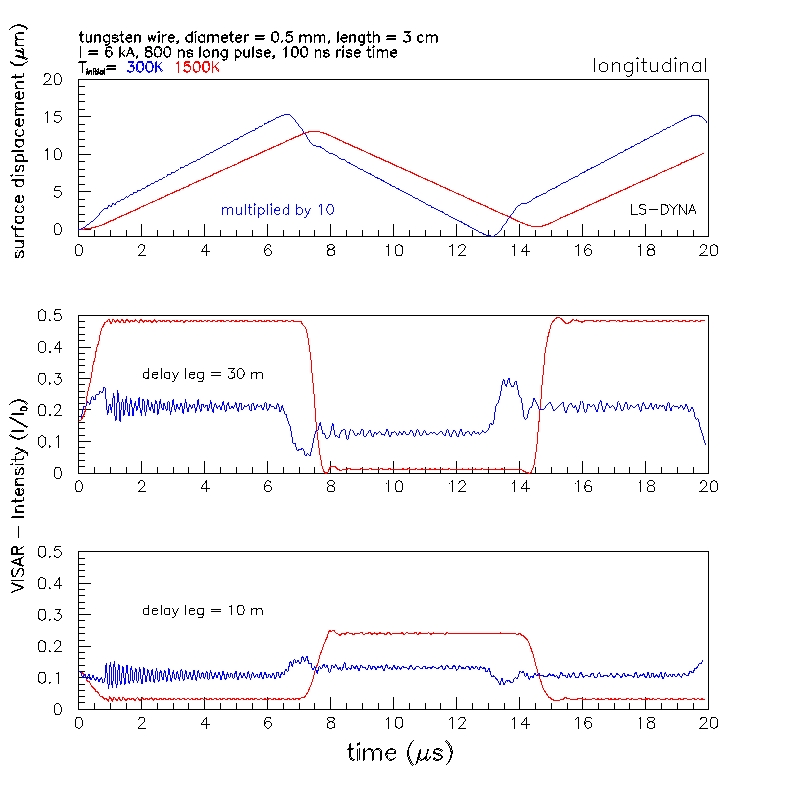 tungsten wire, diameter = 0.5 mm, length = 3 cm
I = 6 kA, 800 ns long pulse, 100 ns rise time
T initial = 300K 1500K
longitudinal
surface displacement (μm)
20
15
10
5
0
multiplied by 10
LS-DYNA
0 2 4 6 8 10 12 14 16 18 20
VISAR - Intensity (I/I_b)
0.5
0.4
0.3
0.2
0.1
0
delay leg = 30 m
0 2 4 6 8 10 12 14 16 18 20
0.5
0.4
0.3
0.2
0.1
0
delay leg = 10 m
0 2 4 6 8 10 12 14 16 18 20
time (μs)